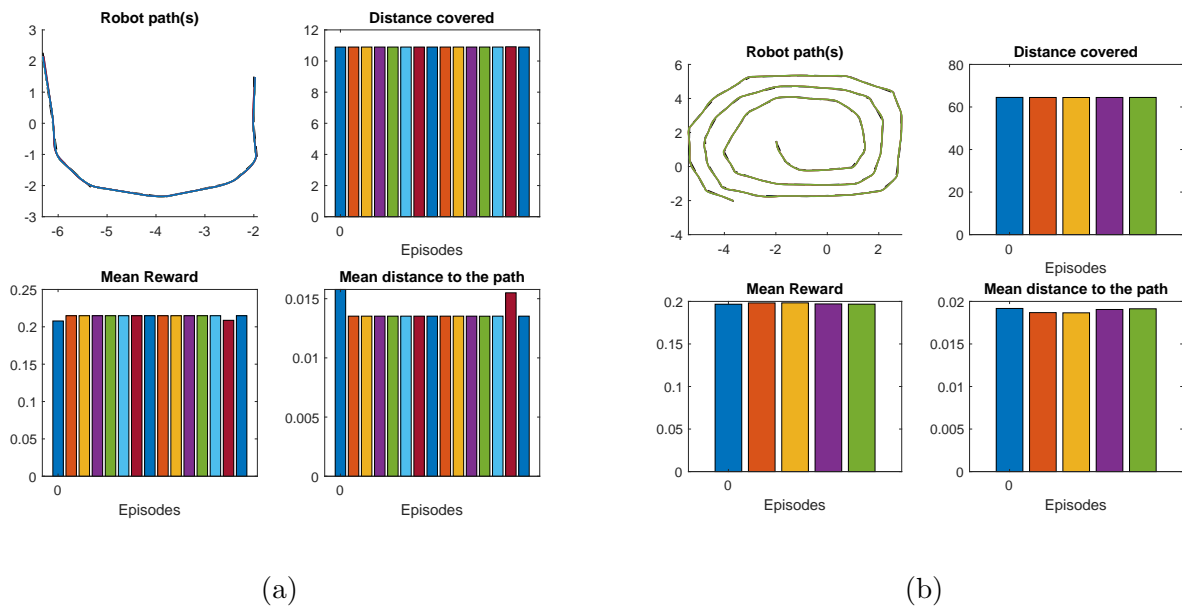 Robot path(s)
3
2
1
0
-1
-2
-3
-6 -5 -4 -3 -2
Distance covered
12
10
8
6
4
2
0
0
Episodes
Mean Reward
0.25
0.2
0.15
0.1
0.05
0
0
Episodes
Mean distance to the path
0.015
0.01
0.005
0
0
Episodes
(a)
Robot path(s)
6
4
2
0
-2
-4
-4 -2 0 2
Distance covered
80
60
40
20
0
0
Episodes
Mean Reward
0.2
0.15
0.1
0.05
0
0
Episodes
Mean distance to the path
0.02
0.015
0.01
0.005
0
0
Episodes
(b)